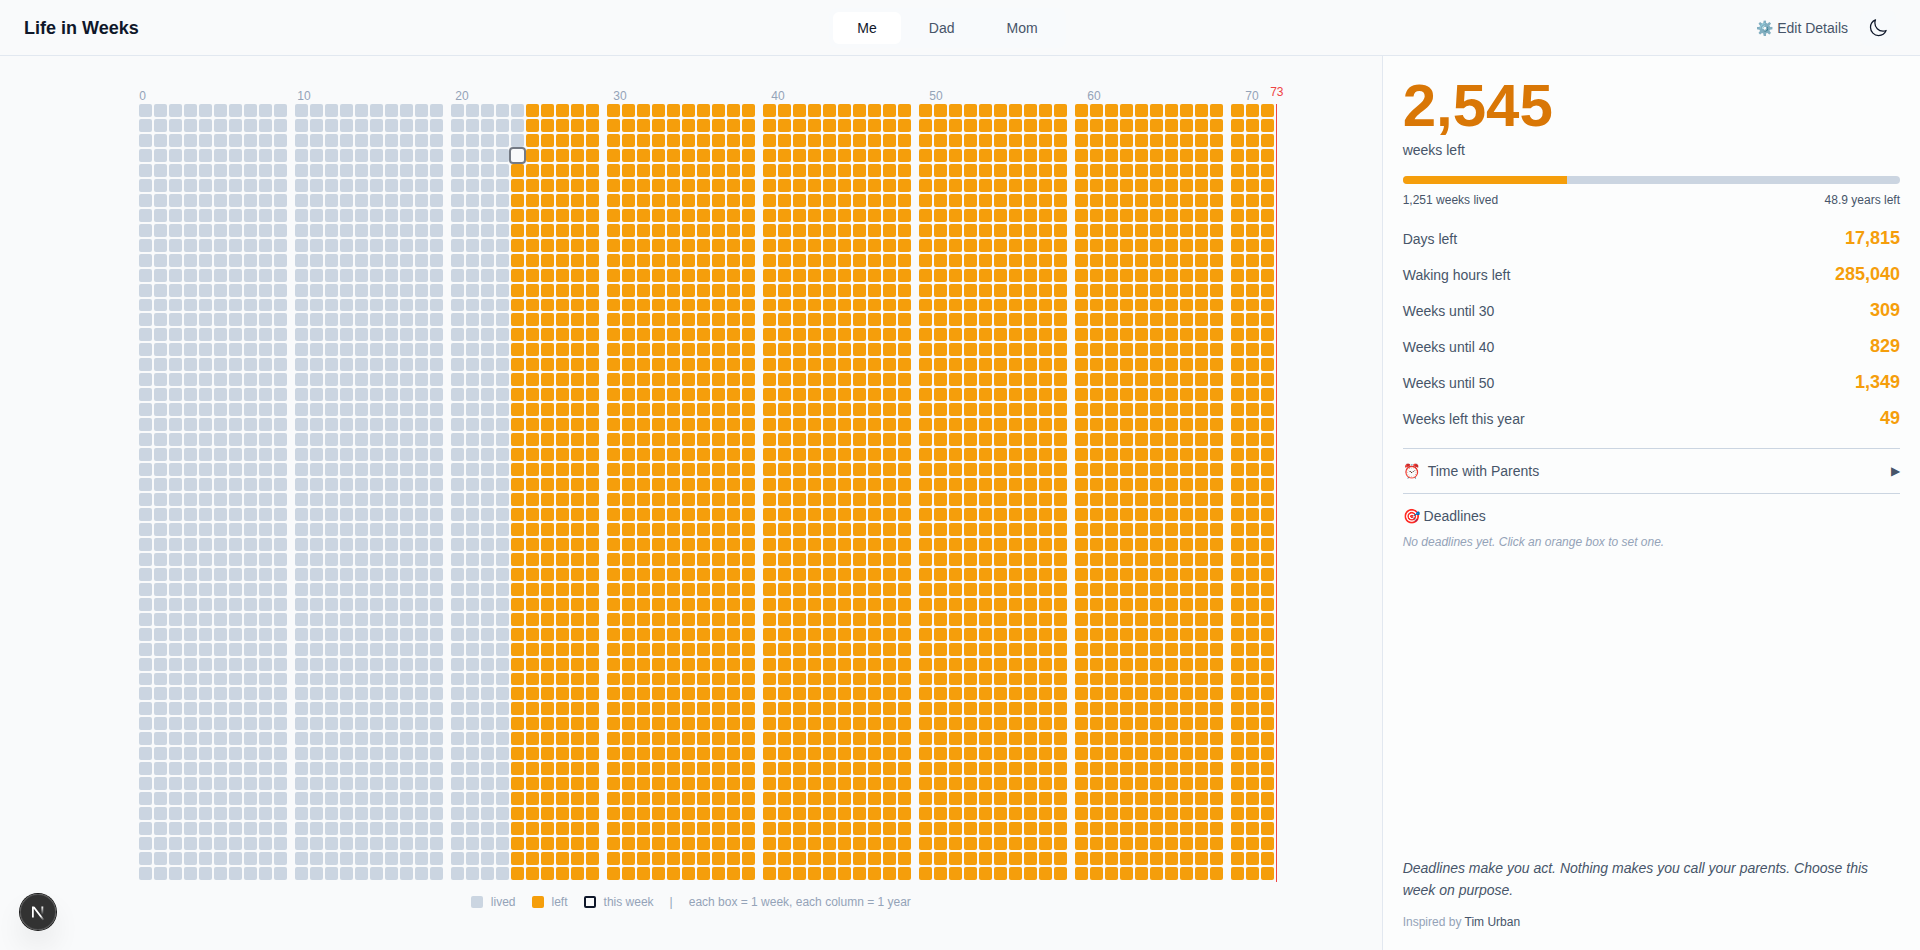 Life in Weeks
Me
Dad
Mom
⚙️ Edit Details
0
10
20
30
40
50
60
70
73
lived
left
this week
|
each box = 1 week, each column = 1 year
N
2,545
weeks left
1,251 weeks lived
48.9 years left
Days left
17,815
Waking hours left
285,040
Weeks until 30
309
Weeks until 40
829
Weeks until 50
1,349
Weeks left this year
49
⏰ Time with Parents ▶
🎯 Deadlines
No deadlines yet. Click an orange box to set one.
Deadlines make you act. Nothing makes you call your parents. Choose this
week on purpose.
Inspired by Tim Urban